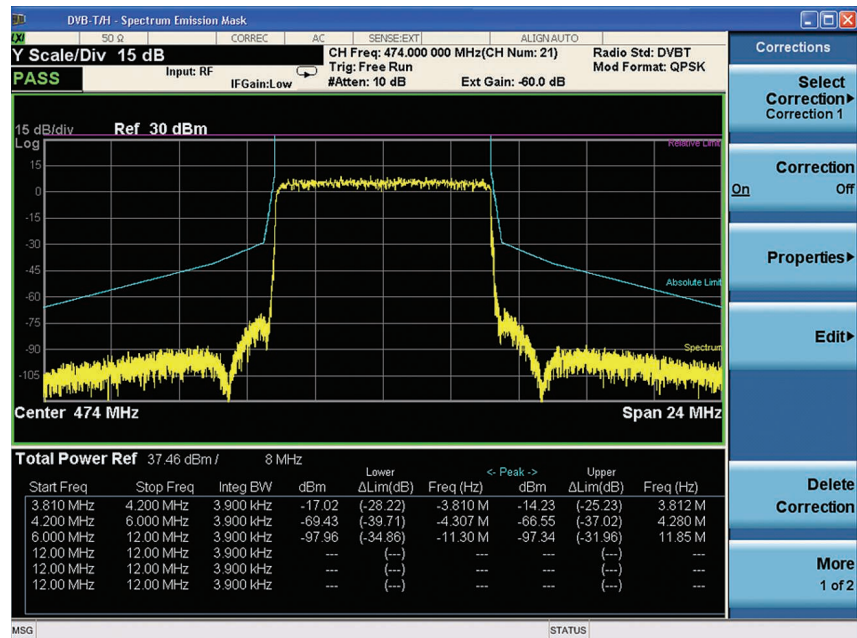 DVB-T/H - Spectrum Emission Mask
LXI 50 Ω CORREC AC SENSE:EXT ALIGN AUTO
Y Scale/Div 15 dB
CH Freq: 474.000 000 MHz(CH Num: 21) Radio Std: DVBT
Trig: Free Run Mod Format: QPSK
PASS Input: RF IFGain:Low #Atten: 10 dB Ext Gain: -60.0 dB
15 dB/div Ref 30 dBm
Log
Relative Limit
15
0
-15
-30
-45
Absolute Limit
-60
-75
-90
Spectrum
-105
Center 474 MHz Span 24 MHz
Total Power Ref 37.46 dBm / 8 MHz
Lower <- Peak -> Upper
Start Freq Stop Freq Integ BW dBm ΔLim(dB) Freq (Hz) dBm ΔLim(dB) Freq (Hz)
3.810 MHz 4.200 MHz 3.900 kHz -17.02 (-28.22) -3.810 M -14.23 (-25.23) 3.812 M
4.200 MHz 6.000 MHz 3.900 kHz -69.43 (-39.71) -4.307 M -66.55 (-37.02) 4.280 M
6.000 MHz 12.00 MHz 3.900 kHz -97.96 (-34.86) -11.30 M -97.34 (-31.96) 11.85 M
12.00 MHz 12.00 MHz 3.900 kHz --- (---) --- --- (---) ---
12.00 MHz 12.00 MHz 3.900 kHz --- (---) --- --- (---) ---
12.00 MHz 12.00 MHz 3.900 kHz --- (---) --- --- (---) ---
MSG STATUS
Corrections
Select
Correction
Correction 1
Correction
On Off
Properties
Edit
Delete
Correction
More
1 of 2